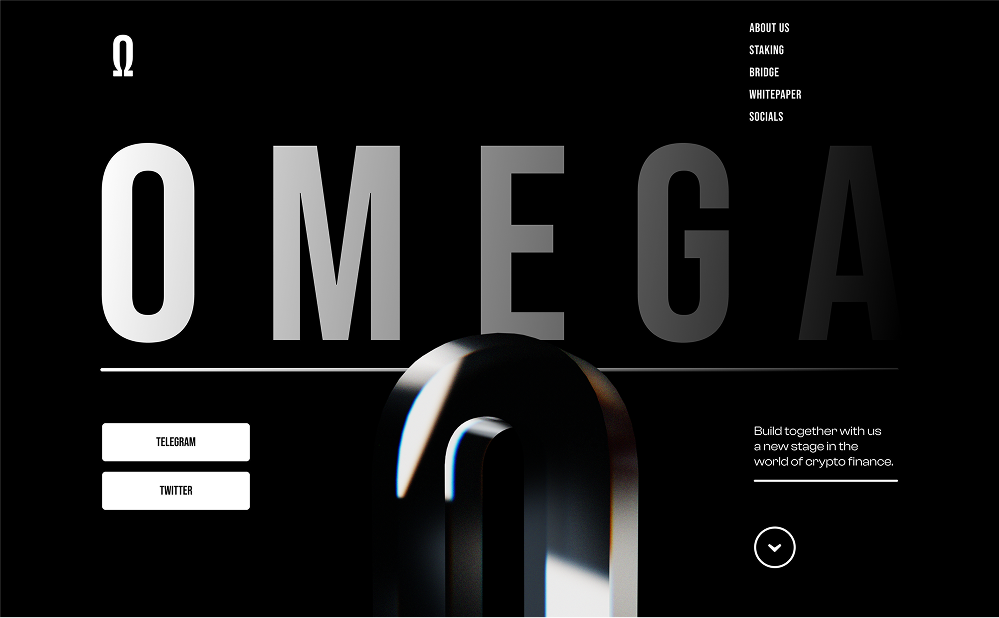 Ω
ABOUT US
STAKING
BRIDGE
WHITEPAPER
SOCIALS
OMEGA
TELEGRAM
TWITTER
Build together with us
a new stage in the
world of crypto finance.